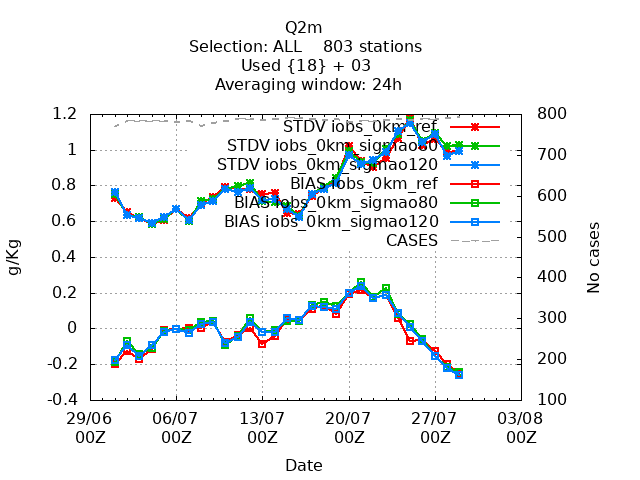 Q2m
Selection: ALL 803 stations
Used {18} + 03
Averaging window: 24h
1.2
1
0.8
0.6
0.4
0.2
0
-0.2
-0.4
g/Kg
STDV iobs_0km_ref
STDV iobs_0km_sigmao80
STDV iobs_0km_sigmao120
BIAS iobs_0km_ref
BIAS iobs_0km_sigmao80
BIAS iobs_0km_sigmao120
CASES
800
700
600
500
400
300
200
100
No cases
29/06 06/07 13/07 20/07 27/07 03/08
00Z 00Z 00Z 00Z 00Z 00Z
Date